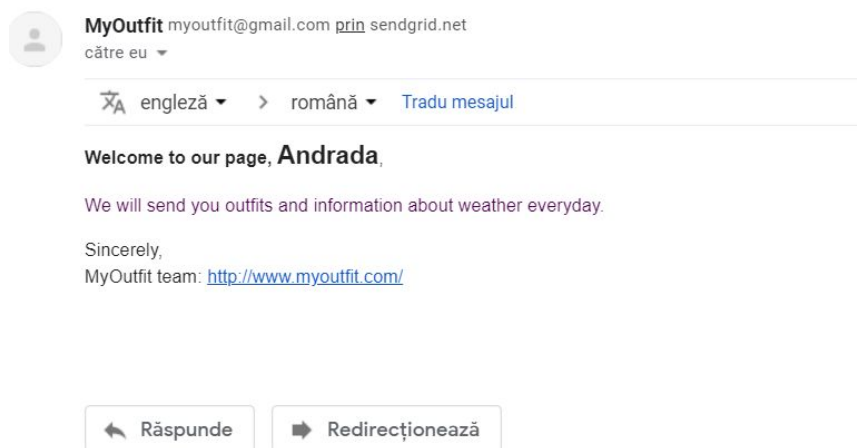 MyOutfit myoutfit@gmail.com prin sendgrid.net
către eu
engleză > română Tradu mesajul
Welcome to our page, Andrada,
We will send you outfits and information about weather everyday.
Sincerely,
MyOutfit team: http://www.myoutfit.com/
Răspunde Redirecționează